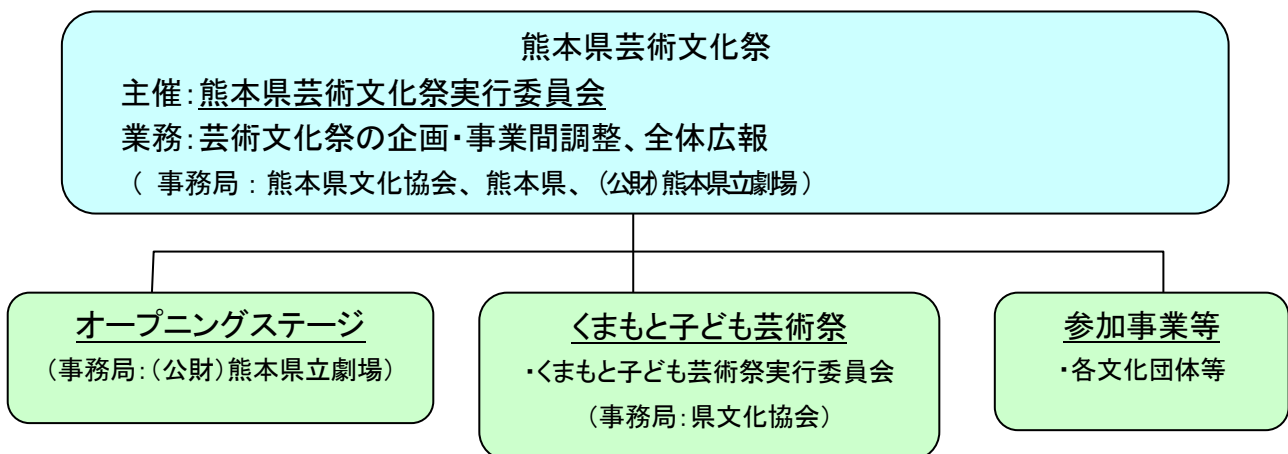 熊本県芸術文化祭
主催：熊本県芸術文化祭実行委員会
業務：芸術文化祭の企画・事業間調整、全体広報
（ 事務局 ： 熊本県文化協会、 熊本県、 （公財）熊本県立劇場 ）
オープニングステージ
（事務局：（公財）熊本県立劇場）
くまもと子ども芸術祭
・くまもと子ども芸術祭実行委員会
（事務局：県文化協会）
参加事業等
・各文化団体等